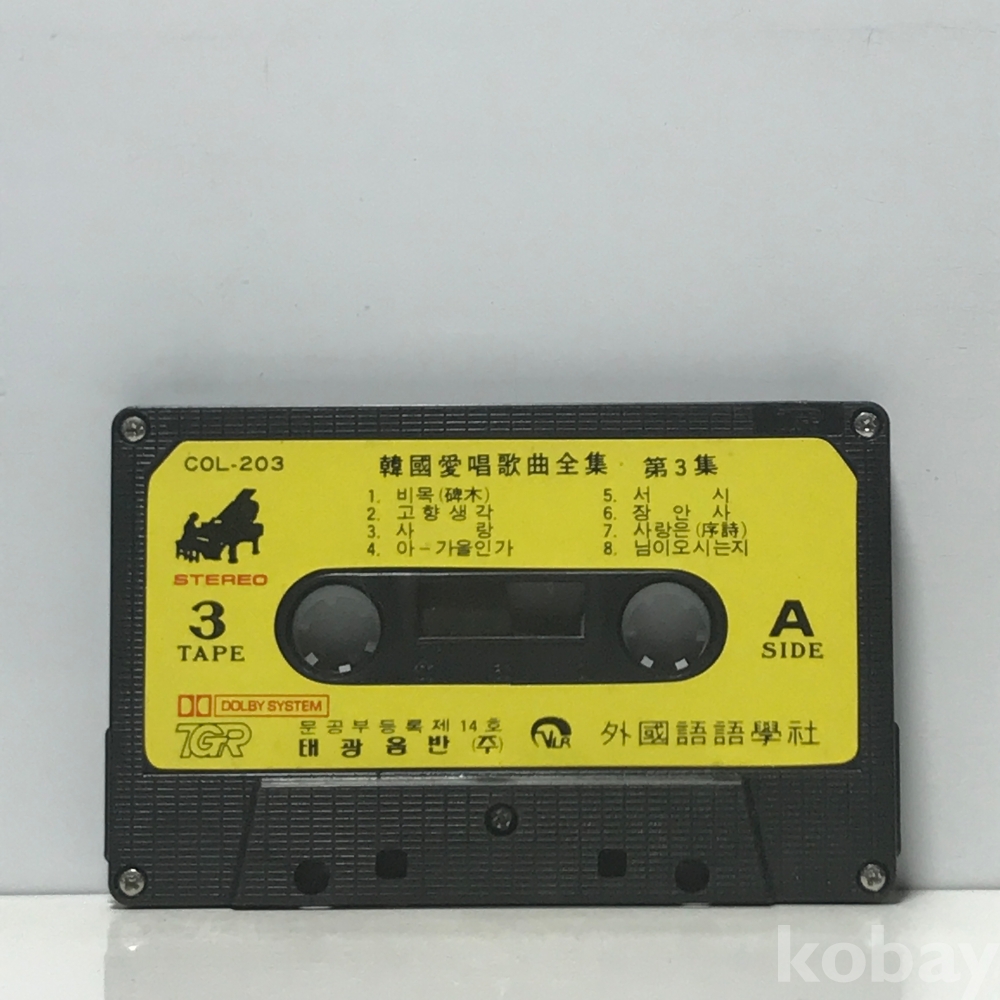 COL-203
韓國愛唱歌曲全集 第3集
1. 비목(碑木)
2. 고향생각
3. 사 랑
4. 아-가을인가
5. 서 시
6. 장 안 사
7. 사랑은(序詩)
8. 님이오시는지
STEREO
3
TAPE
A
SIDE
DOLBY SYSTEM
TGR
문공부등록제14호
태광음반(주)
VLR
外國語語學社
kobay